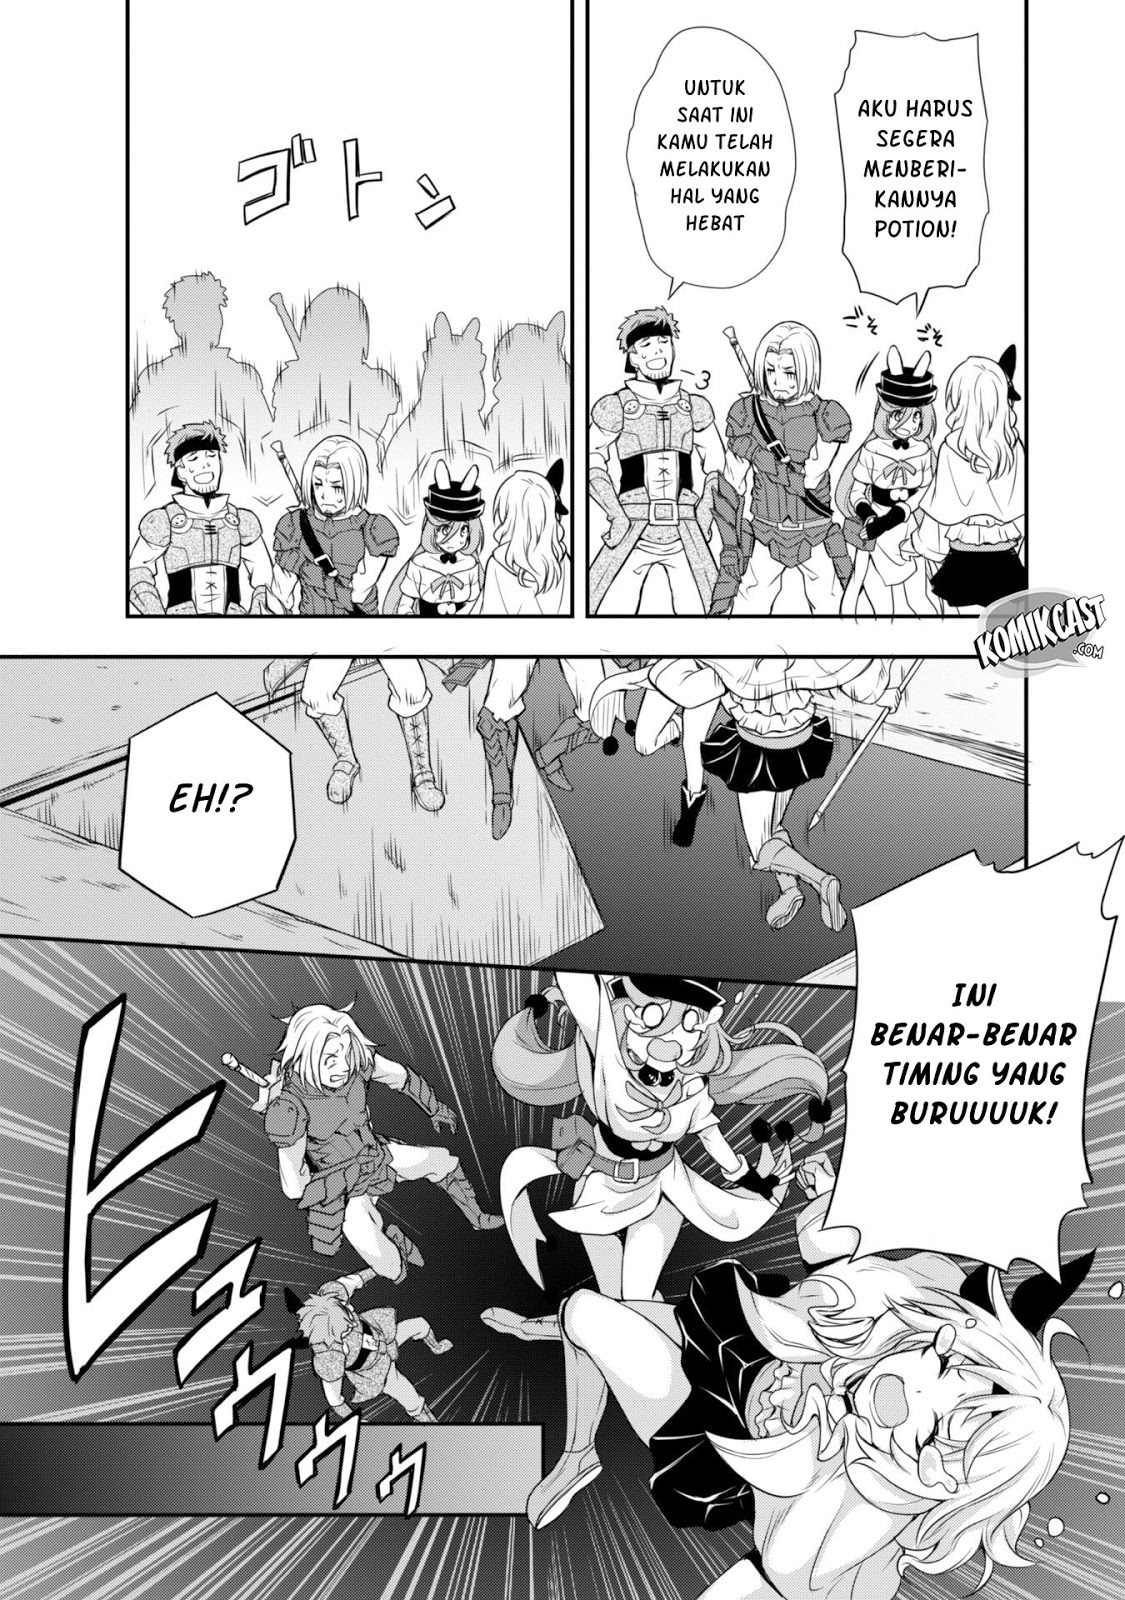 AKU HARUS
SEGERA
MENBERI-
KANNYA
POTION!
UNTUK
SAAT INI
KAMU TELAH
MELAKUKAN
HAL YANG
HEBAT
ゴトン
KOMIKCAST
.COM
EH!?
INI
BENAR-BENAR
TIMING YANG
BURUUUUK!
ヒュウウウ